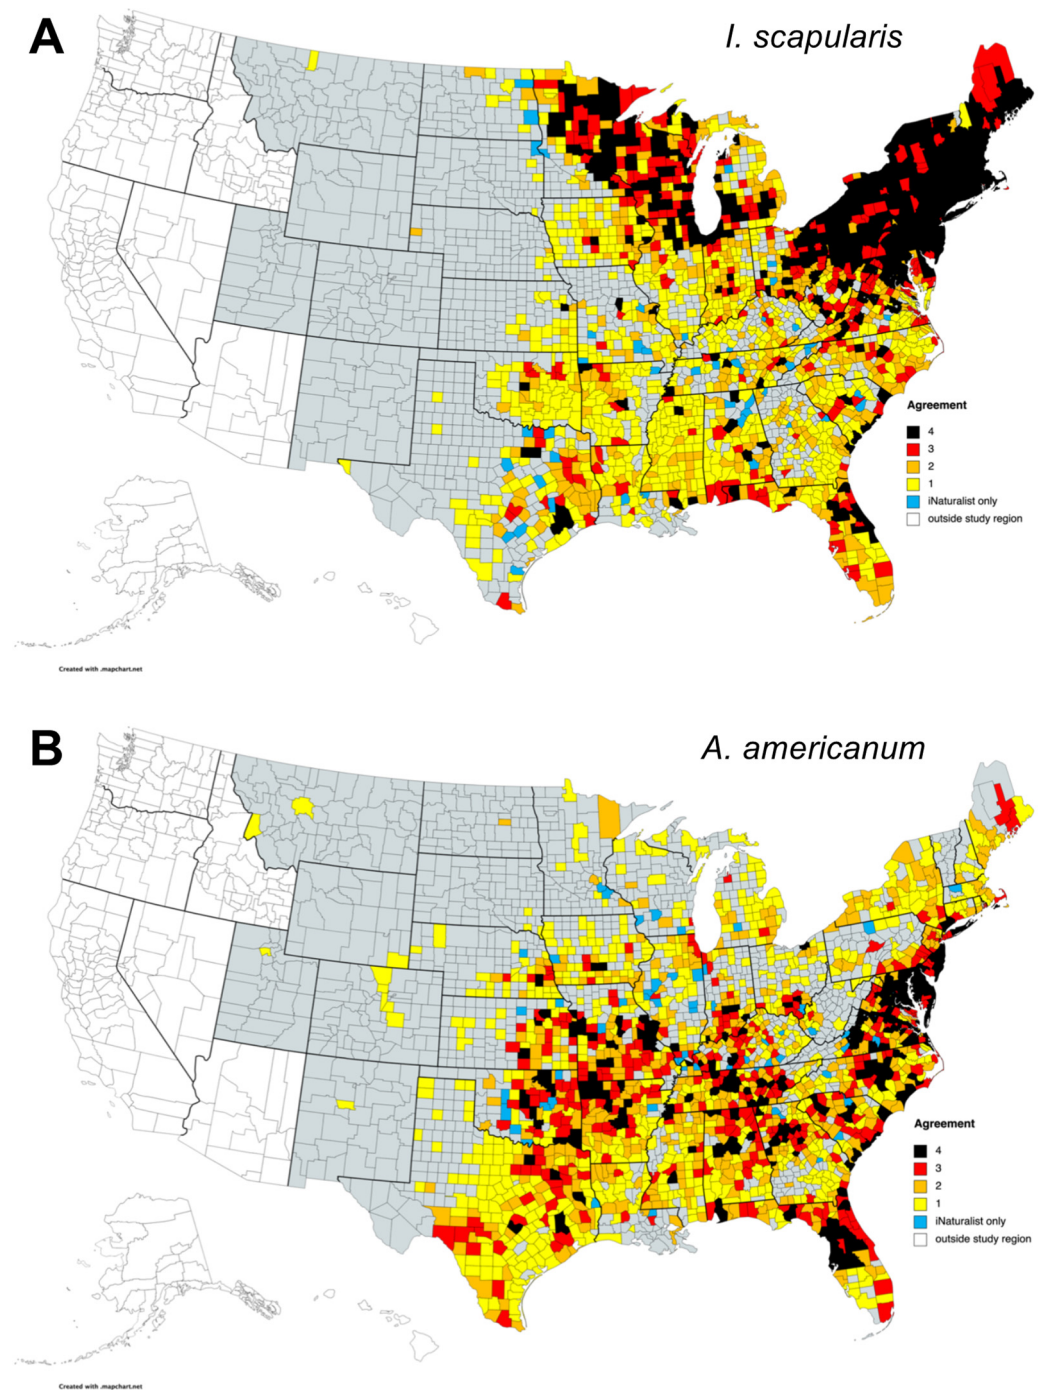 A
I. scapularis
Agreement
4
3
2
1
iNaturalist only
outside study region
Created with .mapchart.net
B
A. americanum
Agreement
4
3
2
1
iNaturalist only
outside study region
Created with .mapchart.net